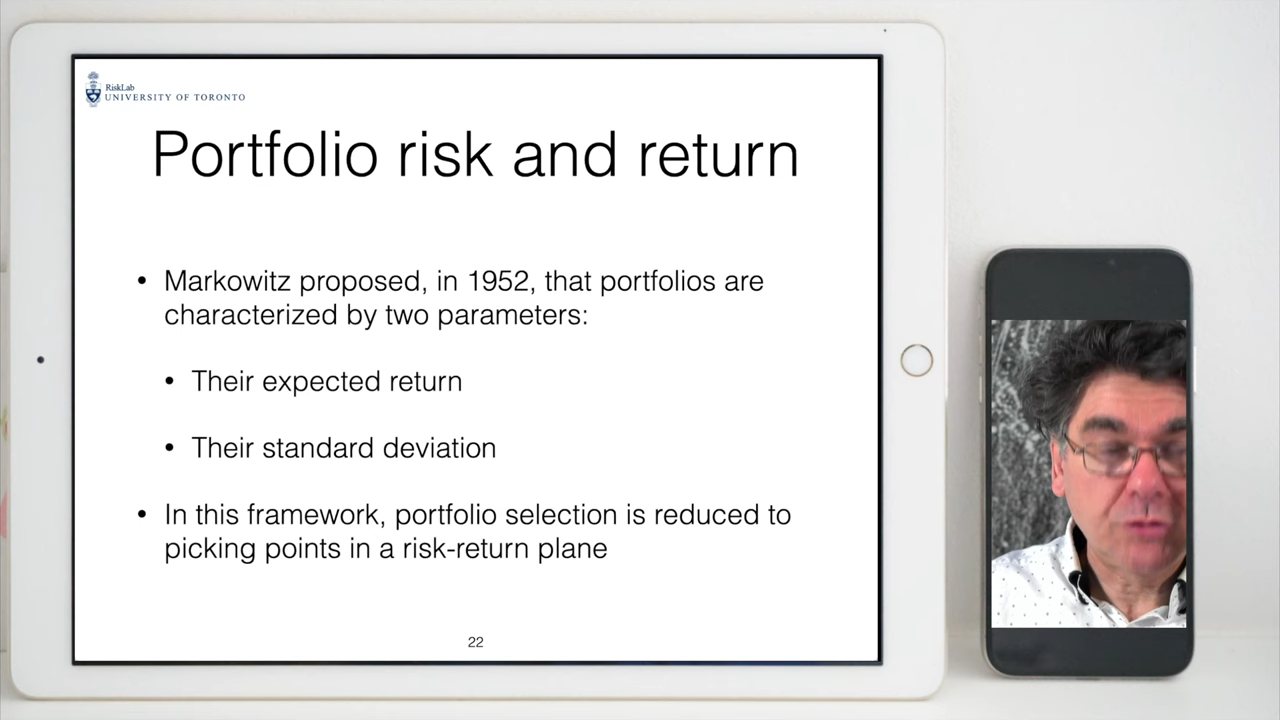 RiskLab
UNIVERSITY OF TORONTO
Portfolio risk and return
• Markowitz proposed, in 1952, that portfolios are
characterized by two parameters:
• Their expected return
• Their standard deviation
• In this framework, portfolio selection is reduced to
picking points in a risk-return plane
22